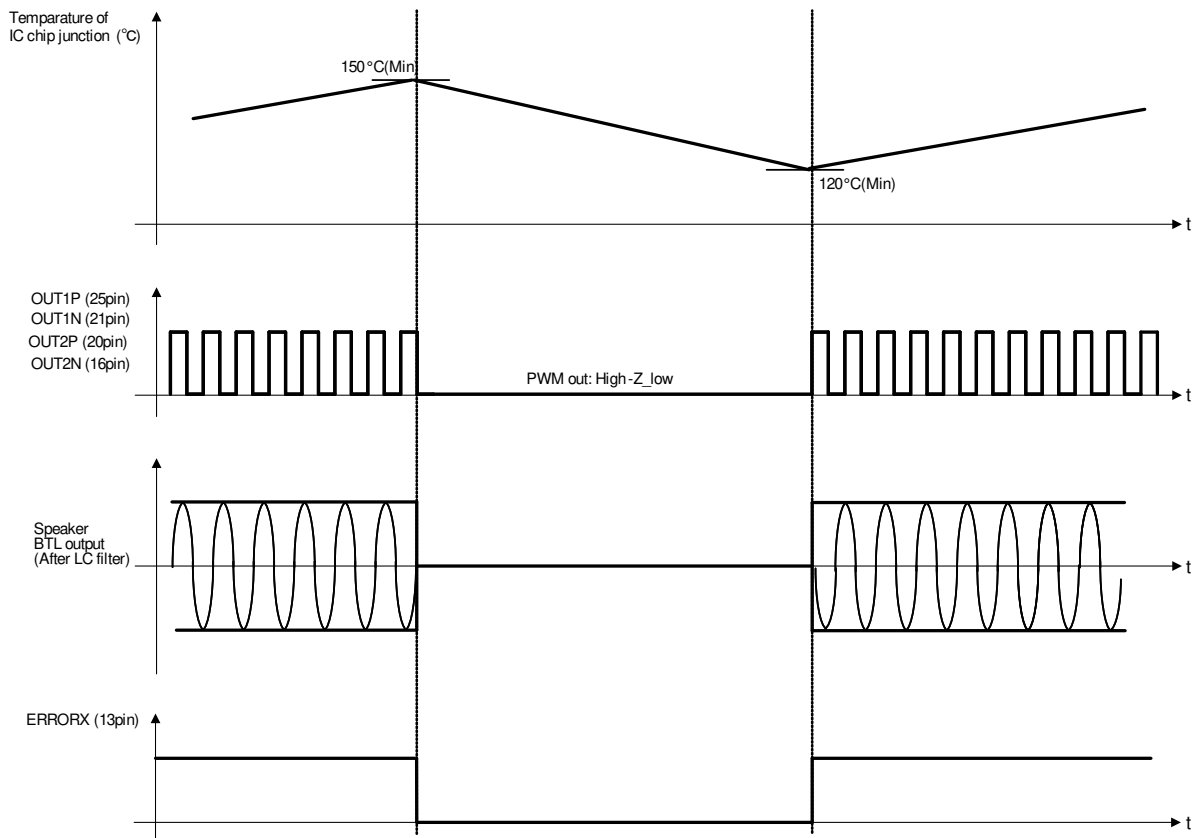 Temparature of
IC chip junction (°C)
150°C(Min)
120°C(Min)
t
OUT1P (25pin)
OUT1N (21pin)
OUT2P (20pin)
OUT2N (16pin)
PWM out: High-Z_low
t
Speaker
BTL output
(After LC filter)
t
ERRORX (13pin)
t